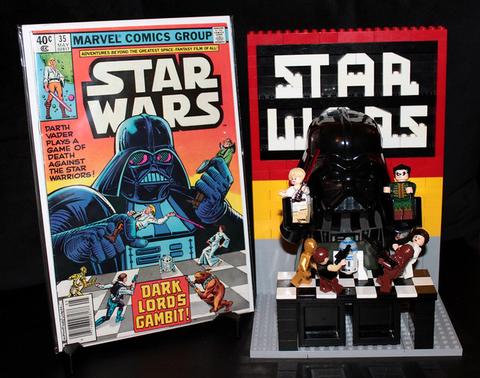 40¢
35
MAY
MARVEL COMICS GROUP
ADVENTURES BEYOND THE GREATEST SPACE-FANTASY FILM OF ALL!
STAR
WARS
DARTH
VADER
PLAYS A
GAME OF
DEATH
AGAINST
THE STAR
WARRIORS!
DARK
LORD'S
GAMBIT!
STAR
WARS